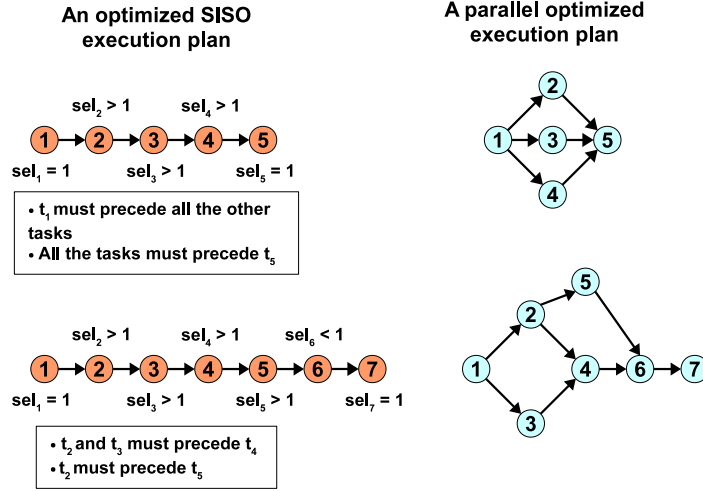 An optimized SISO
execution plan
A parallel optimized
execution plan
sel₂ > 1 sel₄ > 1
1 2 3 4 5
sel₁ = 1 sel₃ > 1 sel₅ = 1
• t₁ must precede all the other
tasks
• All the tasks must precede t₅
2
1 3 5
4
sel₂ > 1 sel₄ > 1 sel₆ < 1
1 2 3 4 5 6 7
sel₁ = 1 sel₃ > 1 sel₅ > 1 sel₇ = 1
• t₂ and t₃ must precede t₄
• t₂ must precede t₅
5
2
1 4 6 7
3